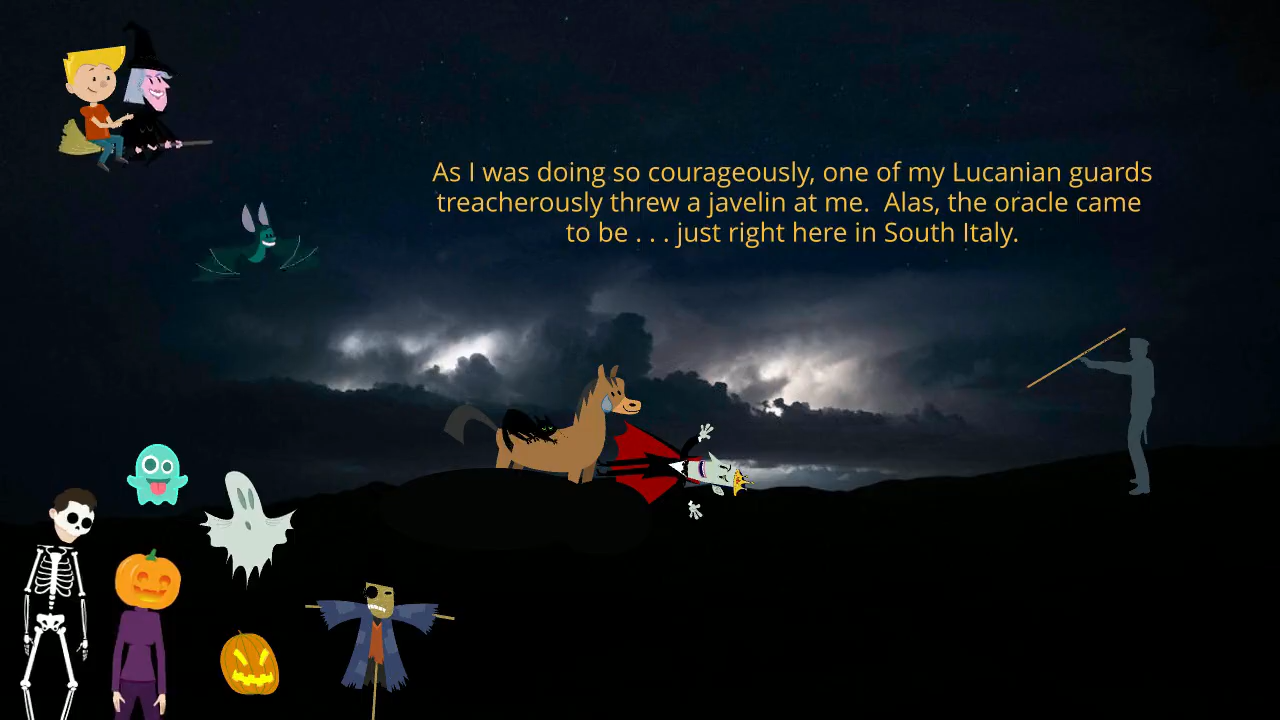 As I was doing so courageously, one of my Lucanian guards
treacherously threw a javelin at me.  Alas, the oracle came
to be . . . just right here in South Italy.